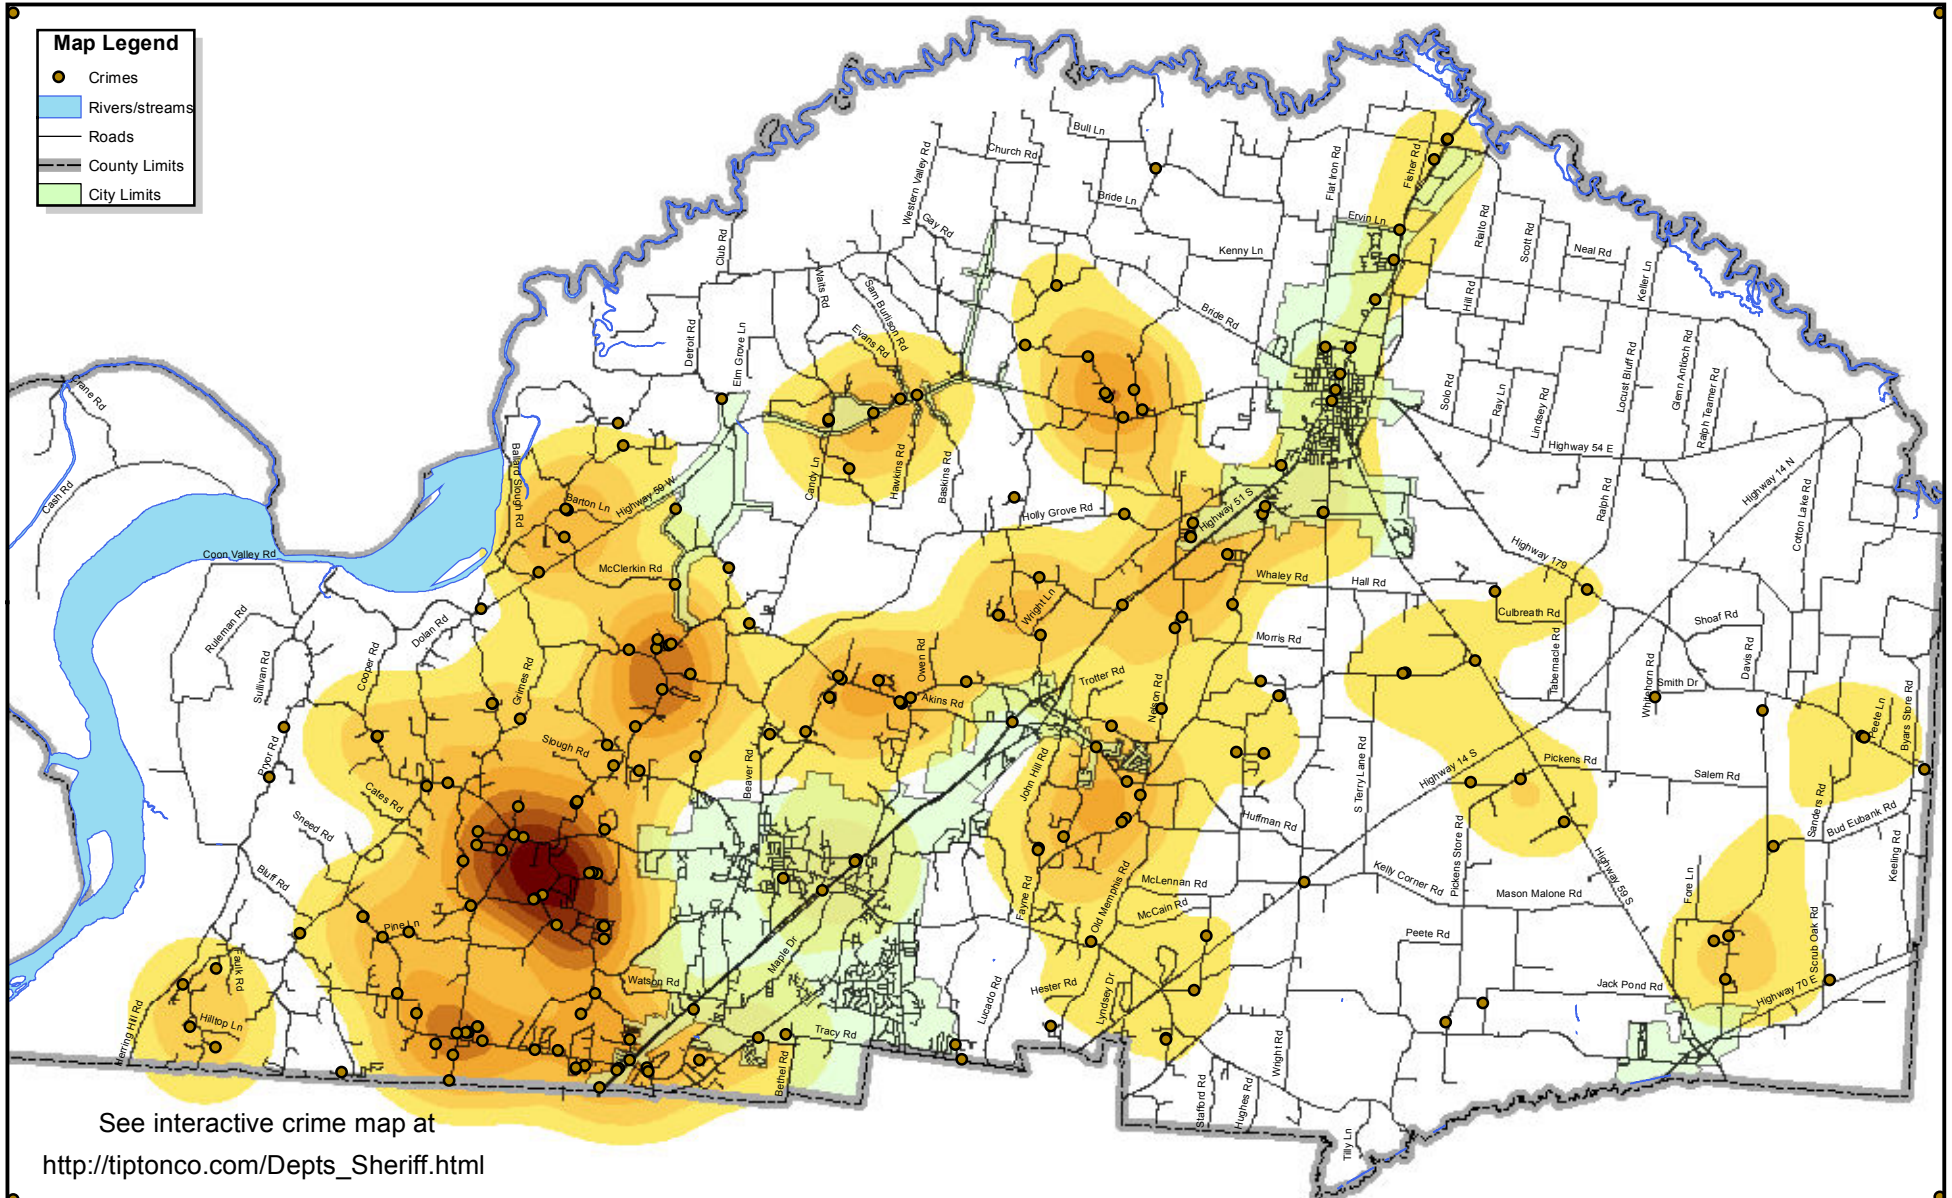 Map Legend
Crimes
Rivers/streams
Roads
County Limits
City Limits
Bull Ln
Church Rd
Western Valley Rd
Bride Ln
Gay Rd
Flat Iron Rd
Fisher Rd
Ervin Ln
Kenny Ln
Rialto Rd
Scott Rd
Neal Rd
Keller Ln
Club Rd
Waits Rd
Sam Burlison Rd
Evans Rd
Bride Rd
Hill Rd
Detroit Rd
Elm Grove Ln
Crane Rd
Cash Rd
Solo Rd
Ray Ln
Lindsey Rd
Locust Bluff Rd
Glenn Antioch Rd
Ralph Teamer Rd
Highway 54 E
Highway 14 N
Ballard Slough Rd
Barton Ln
Highway 59 W
Candy Ln
Hawkins Rd
Baskins Rd
Holly Grove Rd
Highway 51 S
Ralph Rd
Cotton Lake Rd
Coon Valley Rd
McClerkin Rd
Highway 179
Whaley Rd
Hall Rd
Culbreath Rd
Shoaf Rd
Ruleman Rd
Sullivan Rd
Dolan Rd
Cooper Rd
Grimes Rd
Wright Ln
Owen Rd
Morris Rd
Tabernacle Rd
Whitehorn Rd
Smith Dr
Davis Rd
Trotter Rd
Akins Rd
Nelson Rd
Peete Ln
Byars Store Rd
Pryor Rd
Slough Rd
Beaver Rd
John Hill Rd
S Terry Lane Rd
Highway 14 S
Pickens Rd
Salem Rd
Cates Rd
Sneed Rd
Huffman Rd
Sanders Rd
Bud Eubank Rd
Keeling Rd
Bluff Rd
Fayne Rd
McLennan Rd
Kelly Corner Rd
Pickens Store Rd
Mason Malone Rd
Highway 59 S
Fore Ln
Pine Ln
Old Memphis Rd
McCain Rd
Peete Rd
Scrub Oak Rd
Faulk Rd
Maple Dr
Watson Rd
Lucado Rd
Hester Rd
Lyndsey Dr
Jack Pond Rd
Highway 70 E
Herring Hill Rd
Hilltop Ln
Tracy Rd
Bethel Rd
Wright Rd
Stafford Rd
Hughes Rd
Tilly Ln
See interactive crime map at
http://tiptonco.com/Depts_Sheriff.html